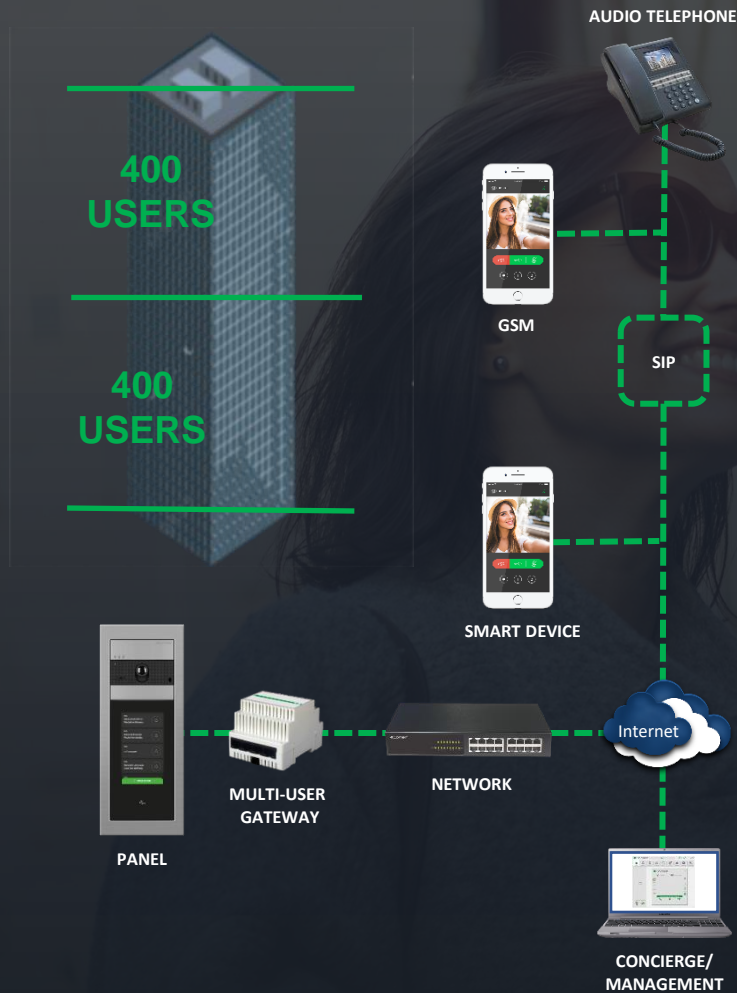 AUDIO TELEPHONE
400
USERS
GSM
SIP
400
USERS
SMART DEVICE
Internet
MULTI-USER
GATEWAY
NETWORK
PANEL
CONCIERGE/
MANAGEMENT